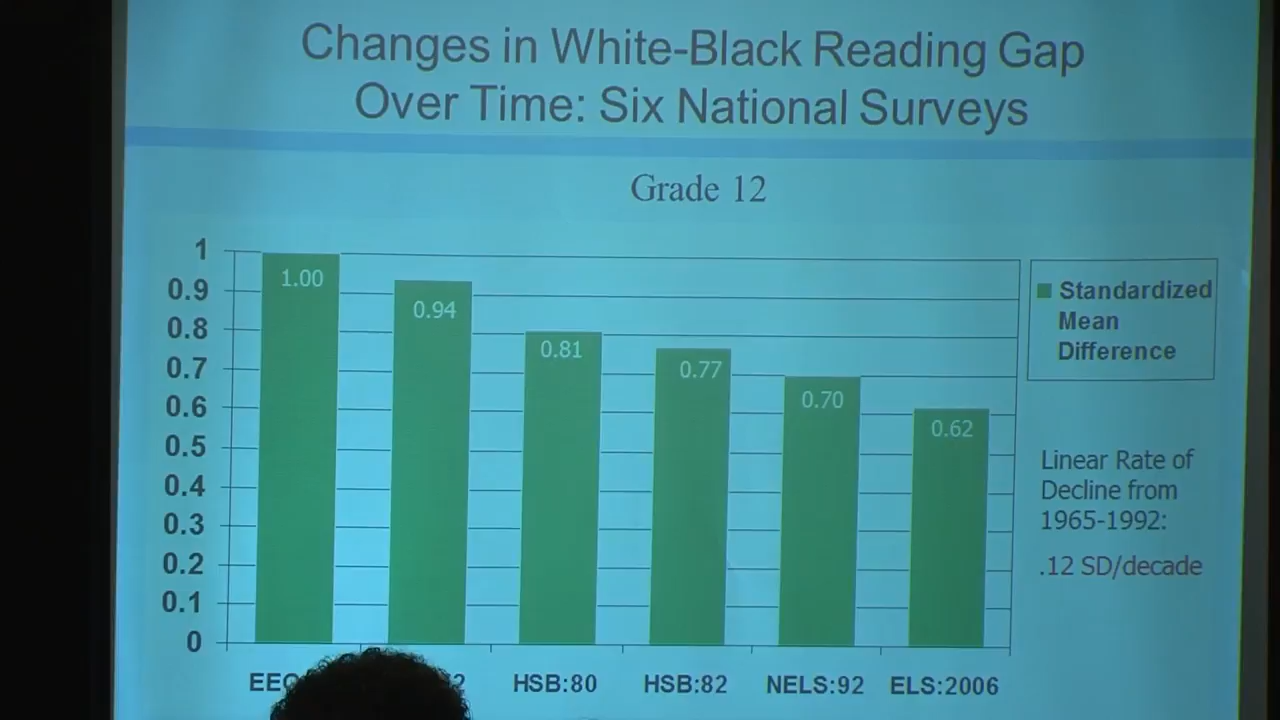 Changes in White-Black Reading Gap
Over Time: Six National Surveys
Grade 12
1
0.9
0.8
0.7
0.6
0.5
0.4
0.3
0.2
0.1
0
1.00
0.94
0.81
0.77
0.70
0.62
HSB:80
HSB:82
NELS:92
ELS:2006
Standardized
Mean
Difference
Linear Rate of
Decline from
1965-1992:
.12 SD/decade